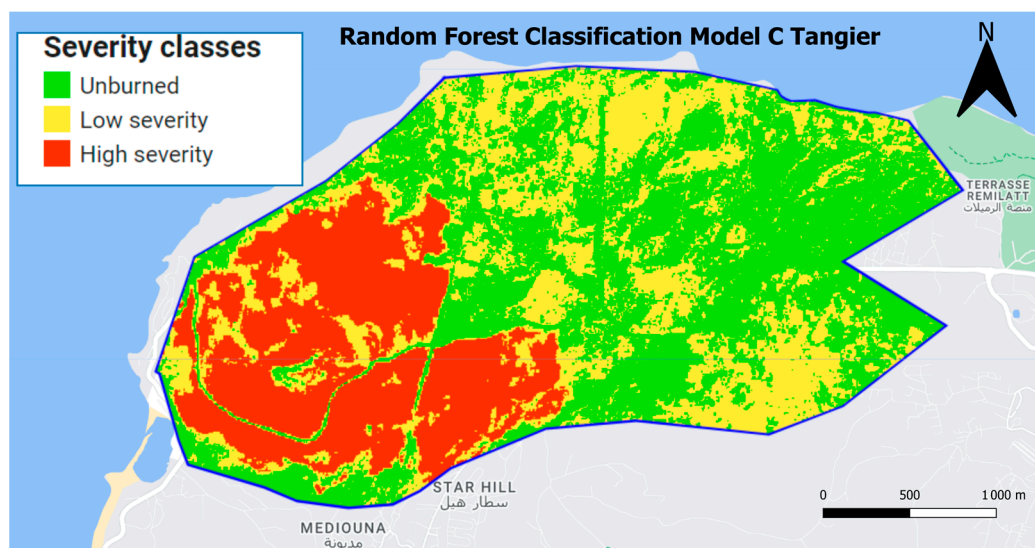 Random Forest Classification Model C Tangier
N
Severity classes
Unburned
Low severity
High severity
TERRASSE
REMILATT
منصة الرميلات
STAR HILL
سطار هيل
MEDIOUNA
مديونة
0 500 1 000 m